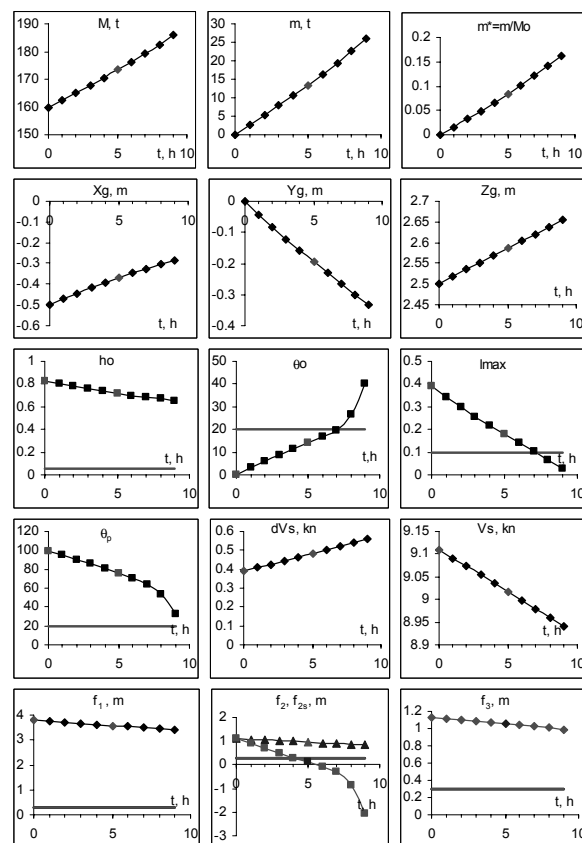 M, t
190
180
170
160
150
t, h
0 5 10
m, t
30
25
20
15
10
5
0
t, h
0 5 10
m*=m/Mo
0.2
0.15
0.1
0.05
0
t, h
0 5 10
Xg, m
0
-0.1
-0.2
-0.3
-0.4
-0.5
-0.6
0 5 10
t, h
Yg, m
0
-0.2
-0.4
0 5 10
t, h
Zg, m
2.7
2.65
2.6
2.55
2.5
2.45
t, h
0 5 10
ho
1
0.8
0.6
0.4
0.2
0
t, h
0 5 10
θo
50
40
30
20
10
0
t,h
0 5 10
lmax
0.5
0.4
0.3
0.2
0.1
0
t, h
0 5 10
θp
120
100
80
60
40
20
0
t, h
0 5 10
dVs, kn
0.6
0.5
0.4
0.3
0.2
0.1
0
t, h
0 5 10
Vs, kn
9.15
9.1
9.05
9
8.95
8.9
t, h
0 5 10
f₁, m
4
3
2
1
0
t, h
0 5 10
f₂, f₂ₛ, m
2
1
0
-1
-2
-3
0 5 10
t, h
f₃, m
1.2
1
0.8
0.6
0.4
0.2
0
t, h
0 5 10